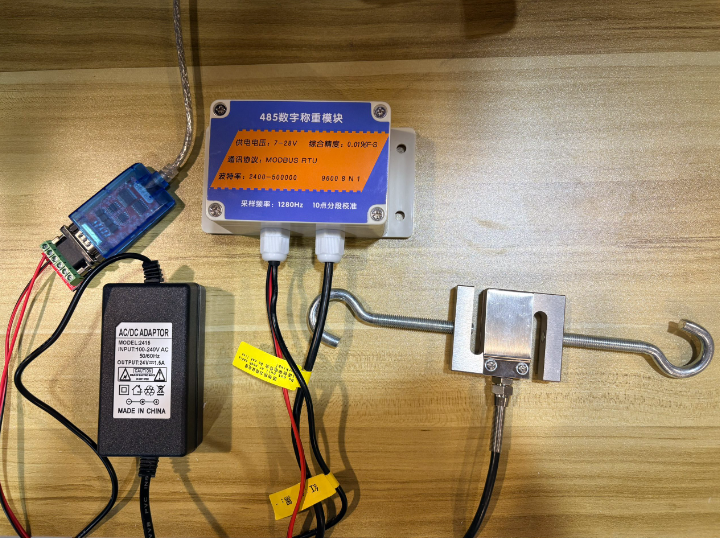 485数字称重模块
供电电压：7-28V 综合精度：0.01%F·S
通讯协议：MODBUS RTU
波特率：2400-500000 9600 8 N 1
采样频率：1280Hz 10点分段校准
AC/DC ADAPTOR
MODEL:2415
INPUT:100-240V AC
50/60Hz
OUTPUT:24V⎓1.5A
CAUTION
MADE IN CHINA